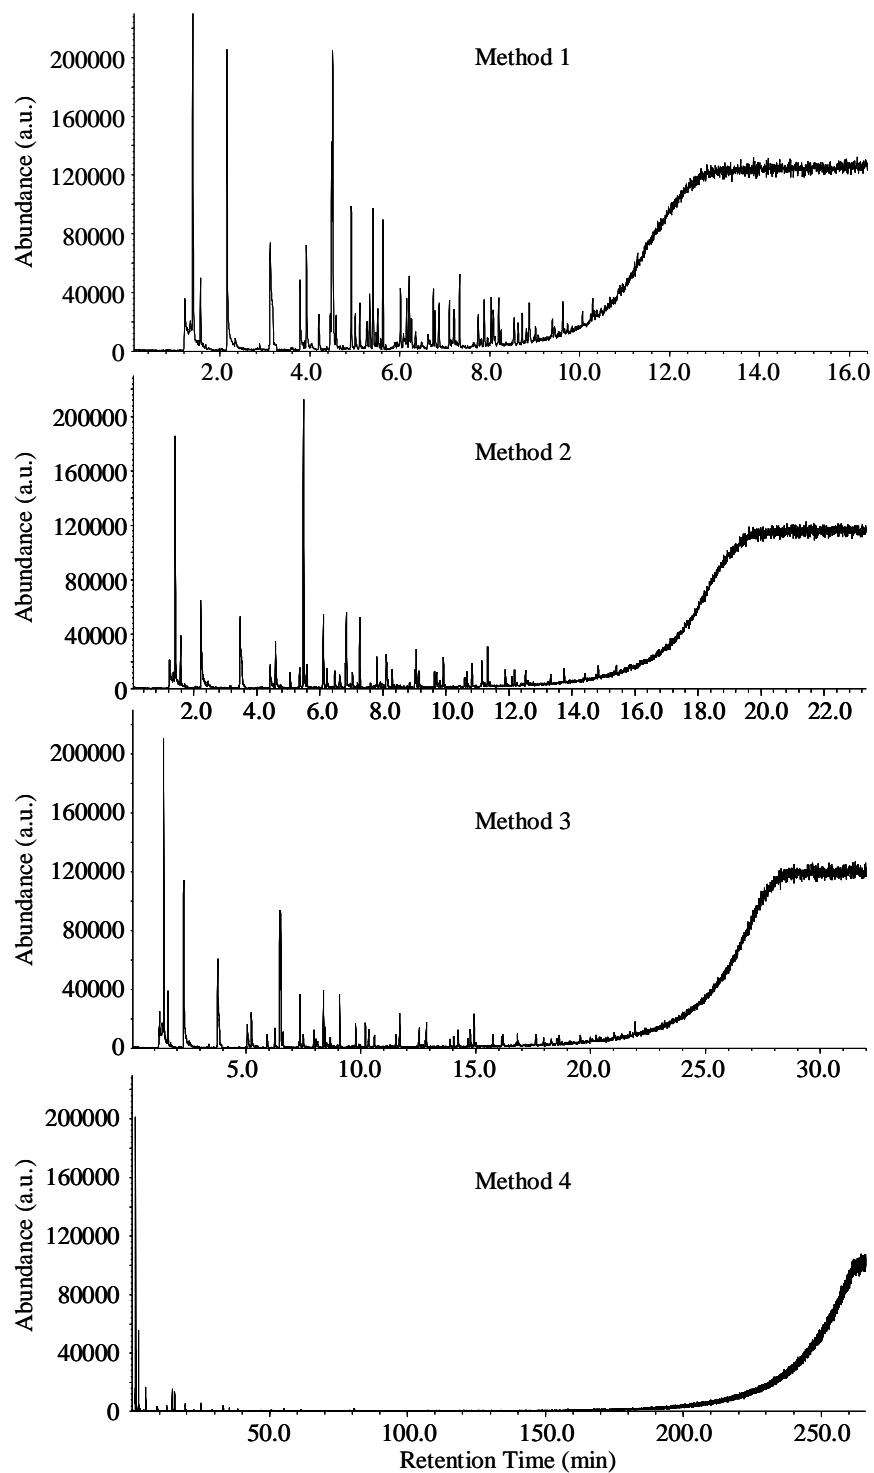 Method 1
Abundance (a.u.)
200000
160000
120000
80000
40000
0
2.0 4.0 6.0 8.0 10.0 12.0 14.0 16.0
Method 2
Abundance (a.u.)
200000
160000
120000
80000
40000
0
2.0 4.0 6.0 8.0 10.0 12.0 14.0 16.0 18.0 20.0 22.0
Method 3
Abundance (a.u.)
200000
160000
120000
80000
40000
0
5.0 10.0 15.0 20.0 25.0 30.0
Method 4
Abundance (a.u.)
200000
160000
120000
80000
40000
0
50.0 100.0 150.0 200.0 250.0
Retention Time (min)